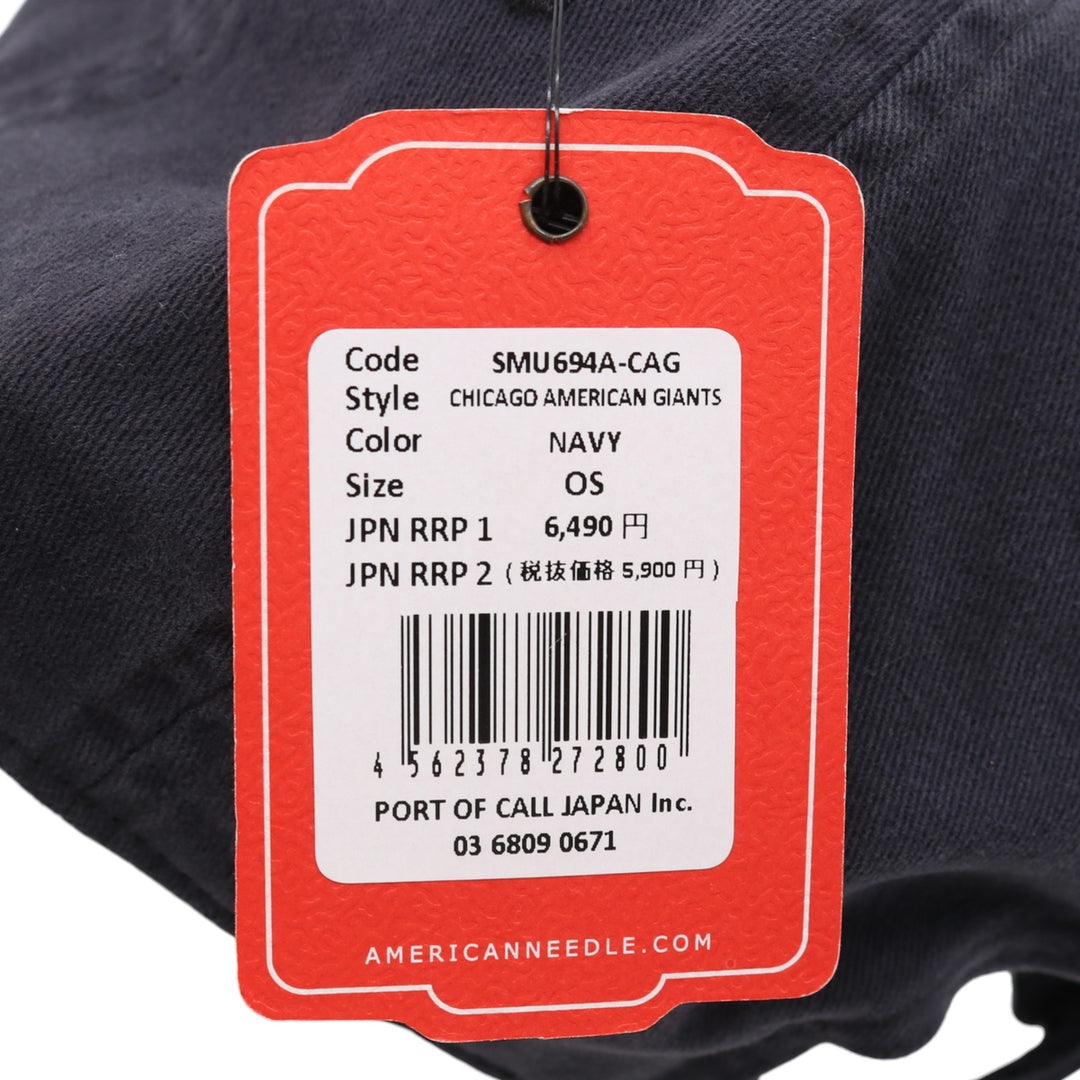 Code SMU694A-CAG
Style CHICAGO AMERICAN GIANTS
Color NAVY
Size OS
JPN RRP 1 6,490 円
JPN RRP 2 ( 税抜価格 5,900 円 )
4 562378 272800
PORT OF CALL JAPAN Inc.
03 6809 0671
AMERICANNEEDLE.COM